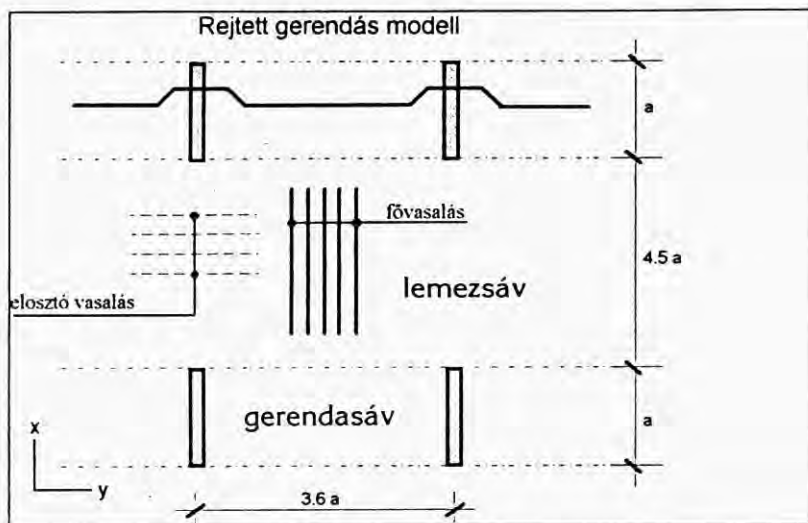 Rejtett gerendás modell
a
fővasalás
4.5 a
lemezsáv
elosztó vasalás
gerendasáv
a
x
y
3.6 a